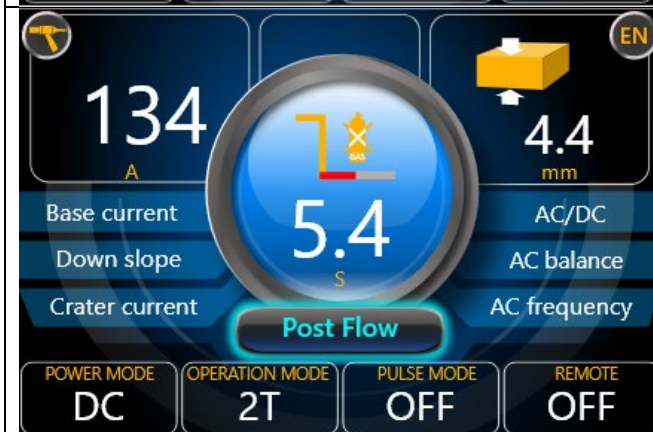 EN
134
A
4.4
mm
GAS
5.4
S
Base current
AC/DC
Down slope
AC balance
Crater current
AC frequency
Post Flow
POWER MODE
DC
OPERATION MODE
2T
PULSE MODE
OFF
REMOTE
OFF